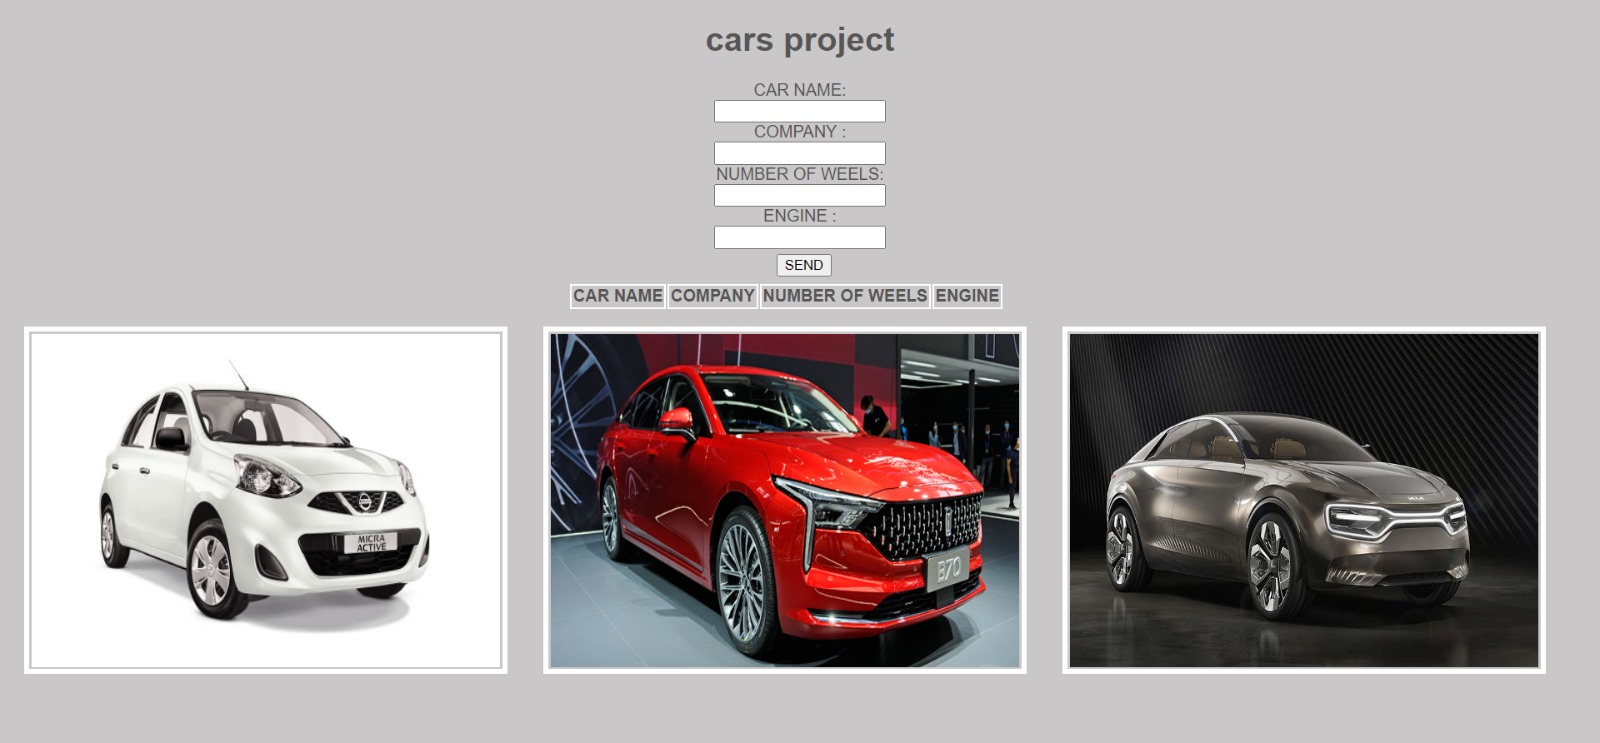 cars project
CAR NAME:
COMPANY :
NUMBER OF WEELS:
ENGINE :
SEND
CAR NAME COMPANY NUMBER OF WEELS ENGINE
MICRA
ACTIVE
B70
KIA